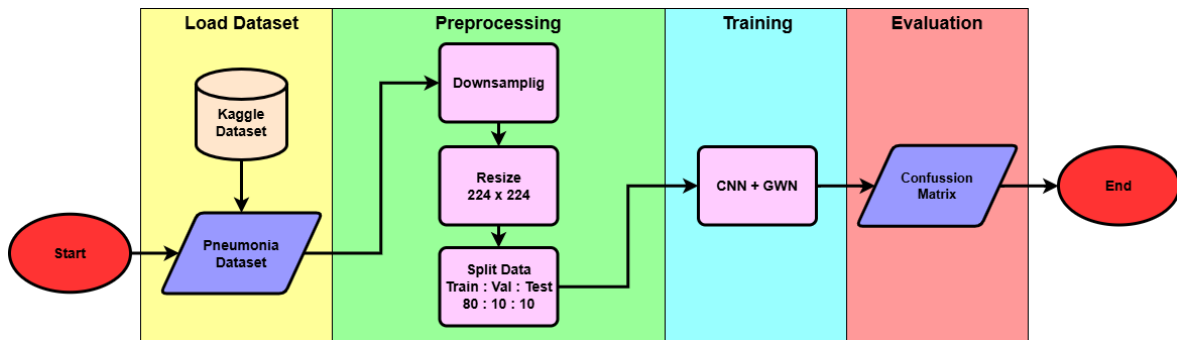 Load Dataset
Preprocessing
Training
Evaluation
Start
Kaggle
Dataset
Pneumonia
Dataset
Downsamplig
Resize
224 x 224
Split Data
Train : Val : Test
80 : 10 : 10
CNN + GWN
Confussion
Matrix
End